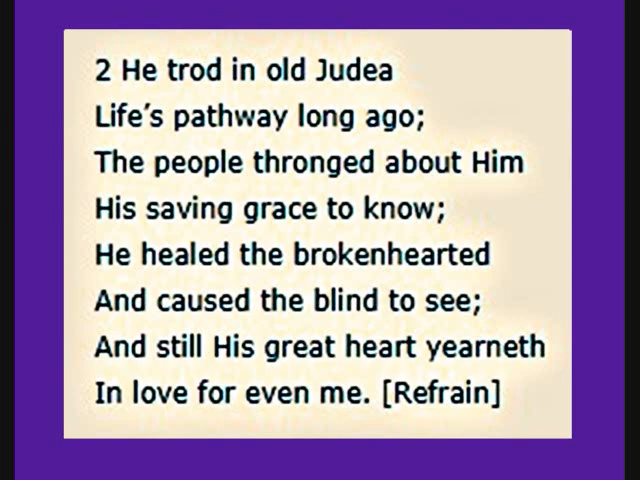 2 He trod in old Judea
Life’s pathway long ago;
The people thronged about Him
His saving grace to know;
He healed the brokenhearted
And caused the blind to see;
And still His great heart yearneth
In love for even me. [Refrain]